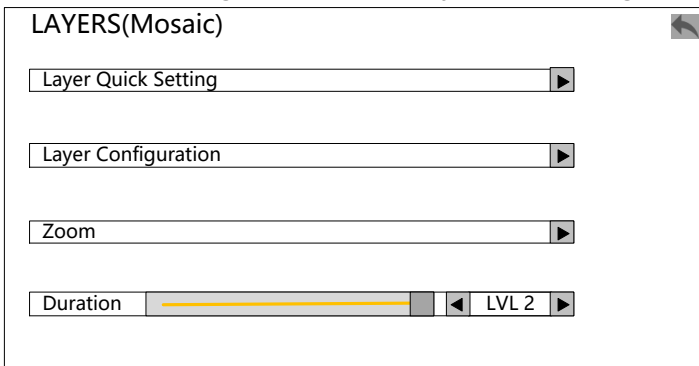 LAYERS(Mosaic)
Layer Quick Setting
Layer Configuration
Zoom
Duration LVL 2